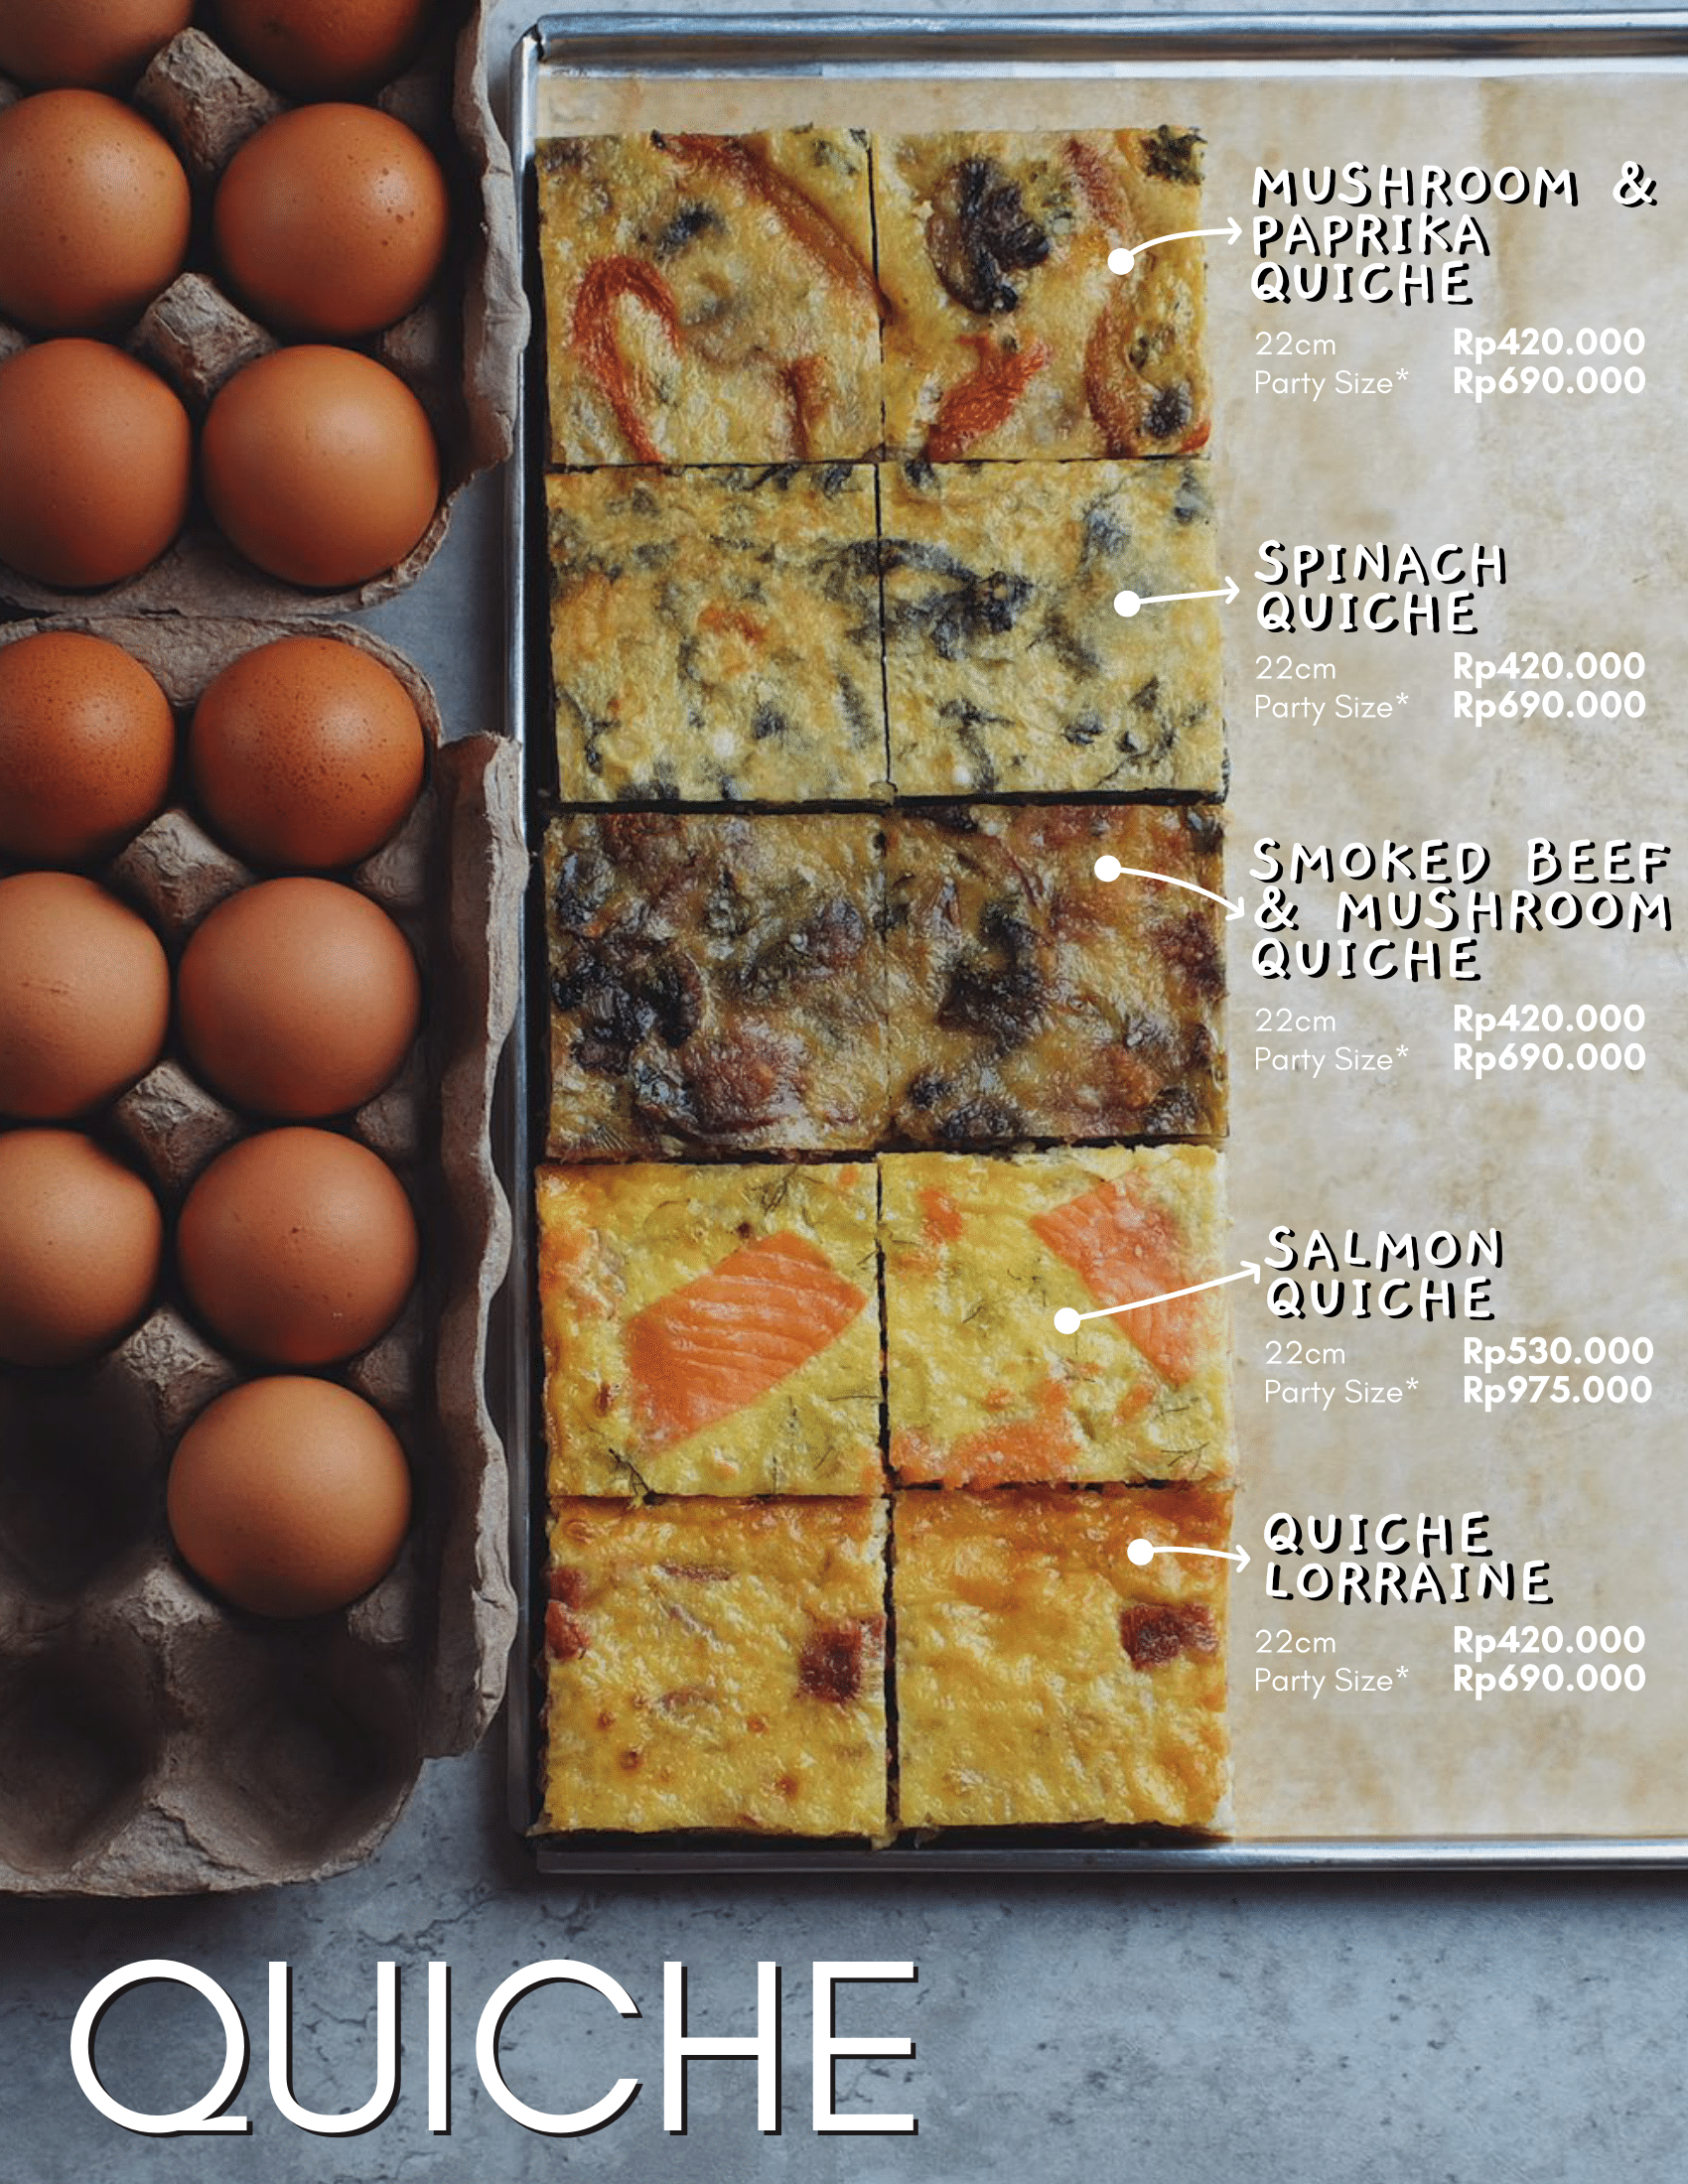 MUSHROOM &
PAPRIKA
QUICHE
22cm Rp420.000
Party Size* Rp690.000
SPINACH
QUICHE
22cm Rp420.000
Party Size* Rp690.000
SMOKED BEEF
& MUSHROOM
QUICHE
22cm Rp420.000
Party Size* Rp690.000
SALMON
QUICHE
22cm Rp530.000
Party Size* Rp975.000
QUICHE
LORRAINE
22cm Rp420.000
Party Size* Rp690.000
QUICHE